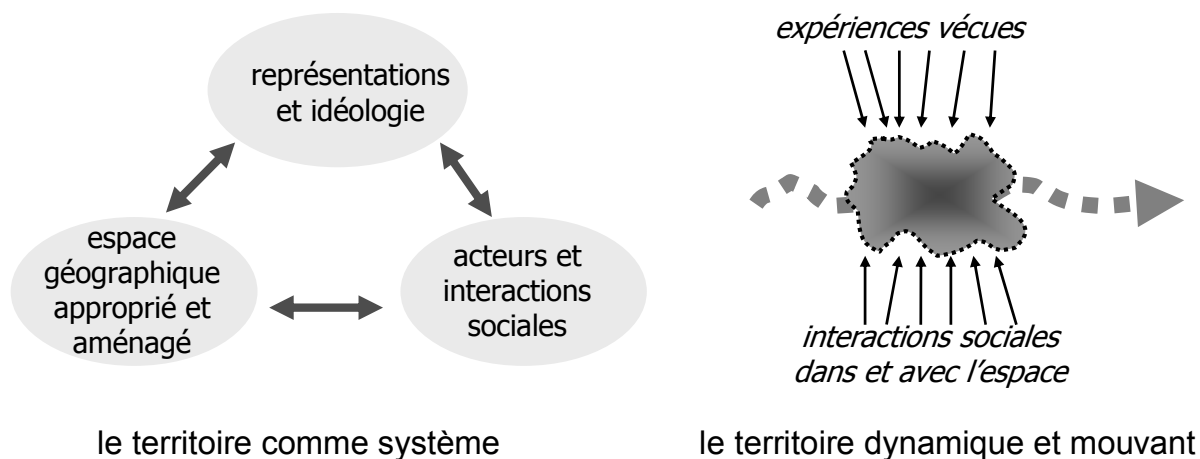 représentations
et idéologie
espace
géographique
approprié et
aménagé
acteurs et
interactions
sociales
le territoire comme système
expériences vécues
interactions sociales
dans et avec l'espace
le territoire dynamique et mouvant